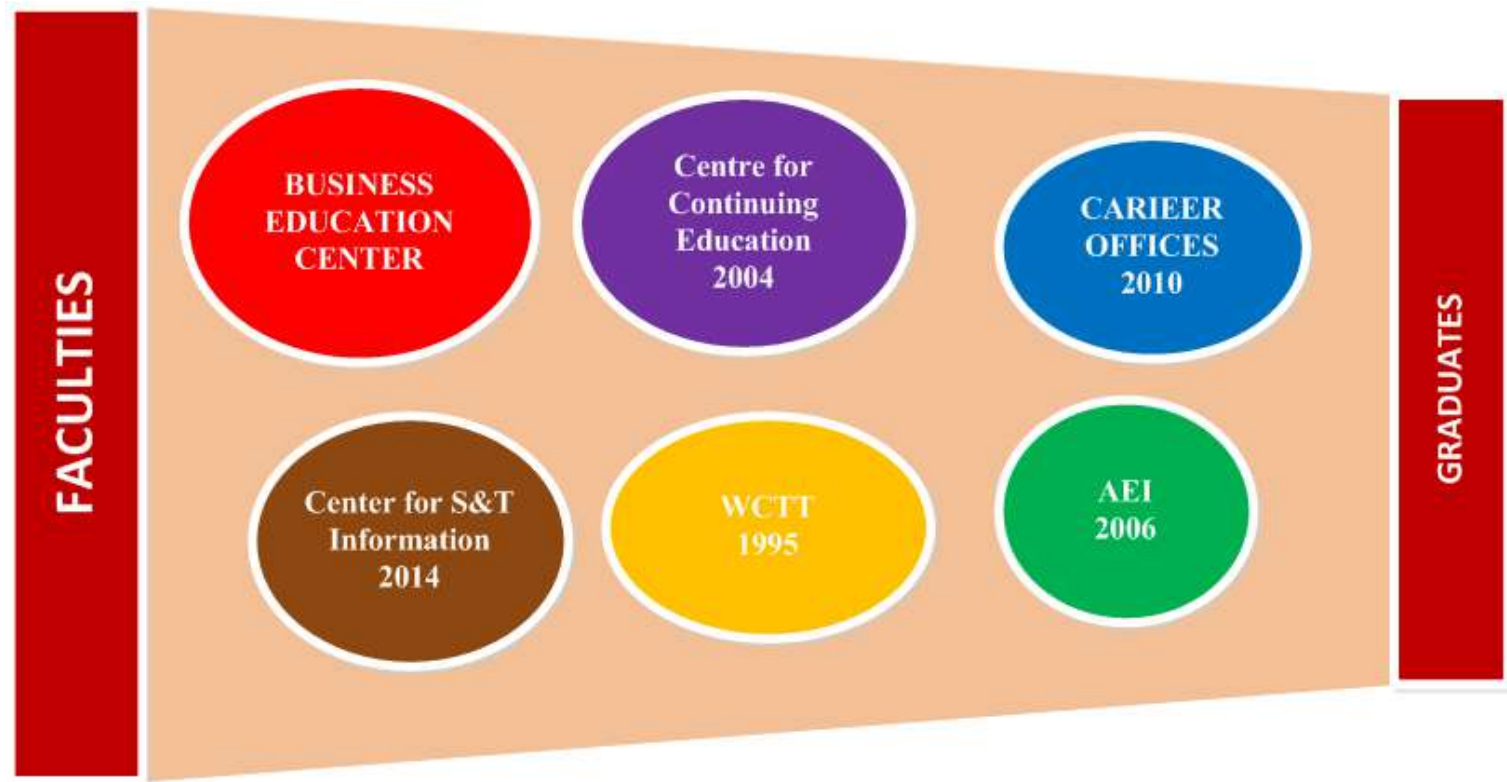 FACULTIES
BUSINESS
EDUCATION
CENTER
Centre for
Continuing
Education
2004
CARIEER
OFFICES
2010
Center for S&T
Information
2014
WCTT
1995
AEI
2006
GRADUATES